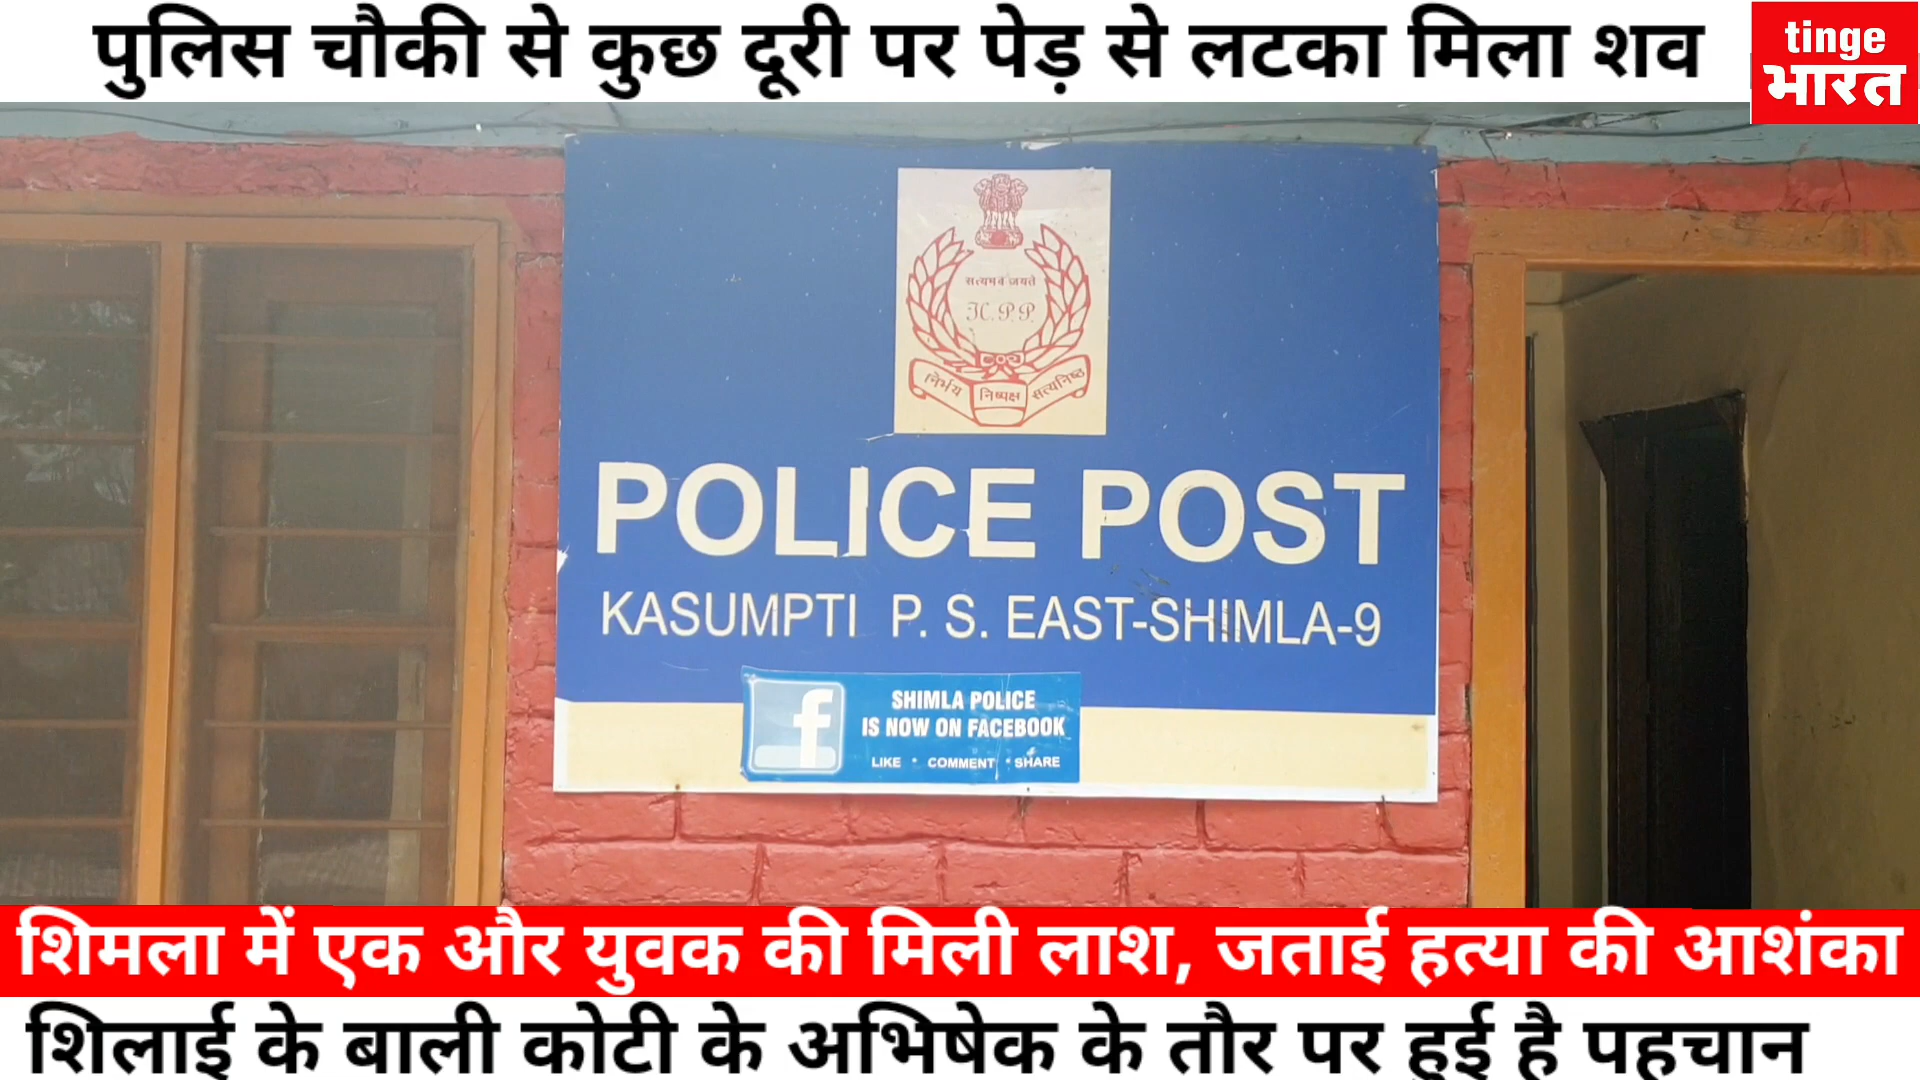 पुलिस चौकी से कुछ दूरी पर पेड़ से लटका मिला शव
tinge
भारत
सत्यमेव जयते
H.P.P.
निर्भय निष्पक्ष सत्यनिष्ठ
POLICE POST
KASUMPTI P. S. EAST-SHIMLA-9
f
SHIMLA POLICE
IS NOW ON FACEBOOK
LIKE • COMMENT • SHARE
शिमला में एक और युवक की मिली लाश, जताई हत्या की आशंका
शिलाई के बाली कोटी के अभिषेक के तौर पर हुई है पहचान